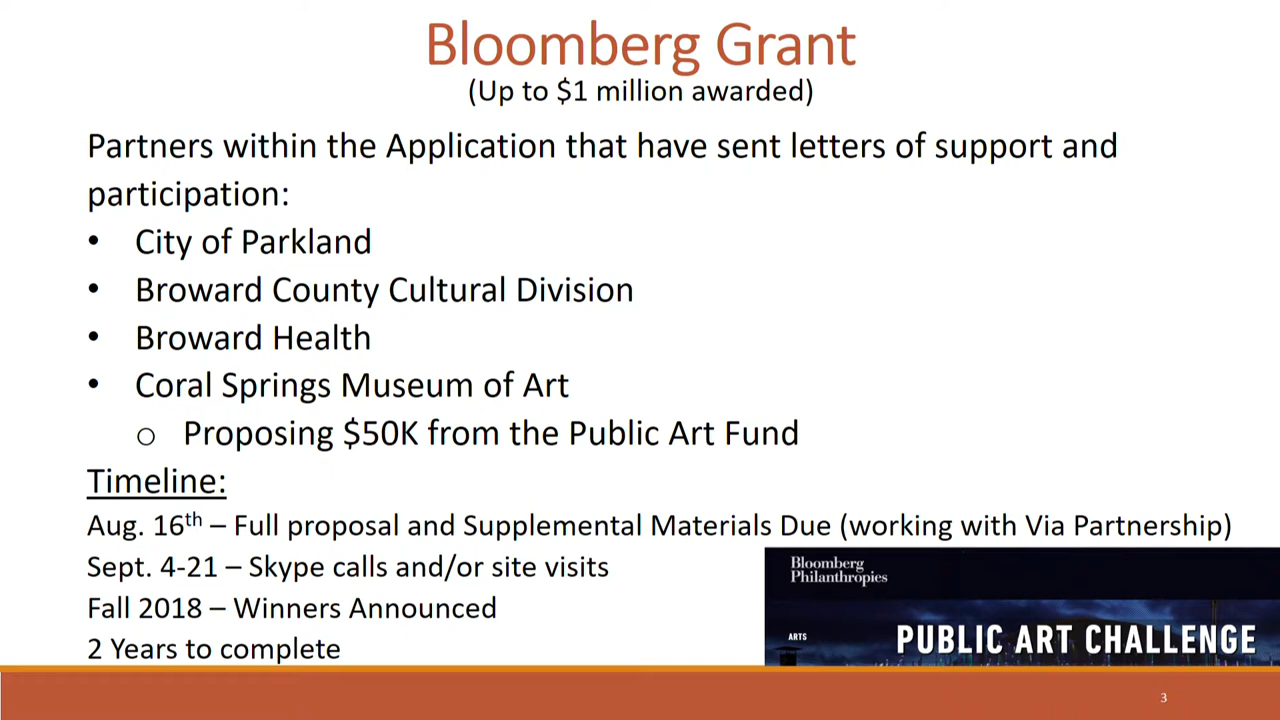 Bloomberg Grant
(Up to $1 million awarded)
Partners within the Application that have sent letters of support and
participation:
• City of Parkland
• Broward County Cultural Division
• Broward Health
• Coral Springs Museum of Art
o Proposing $50K from the Public Art Fund
Timeline:
Aug. 16th – Full proposal and Supplemental Materials Due (working with Via Partnership)
Sept. 4-21 – Skype calls and/or site visits
Fall 2018 – Winners Announced
2 Years to complete
Bloomberg
Philanthropies
ARTS
PUBLIC ART CHALLENGE
3